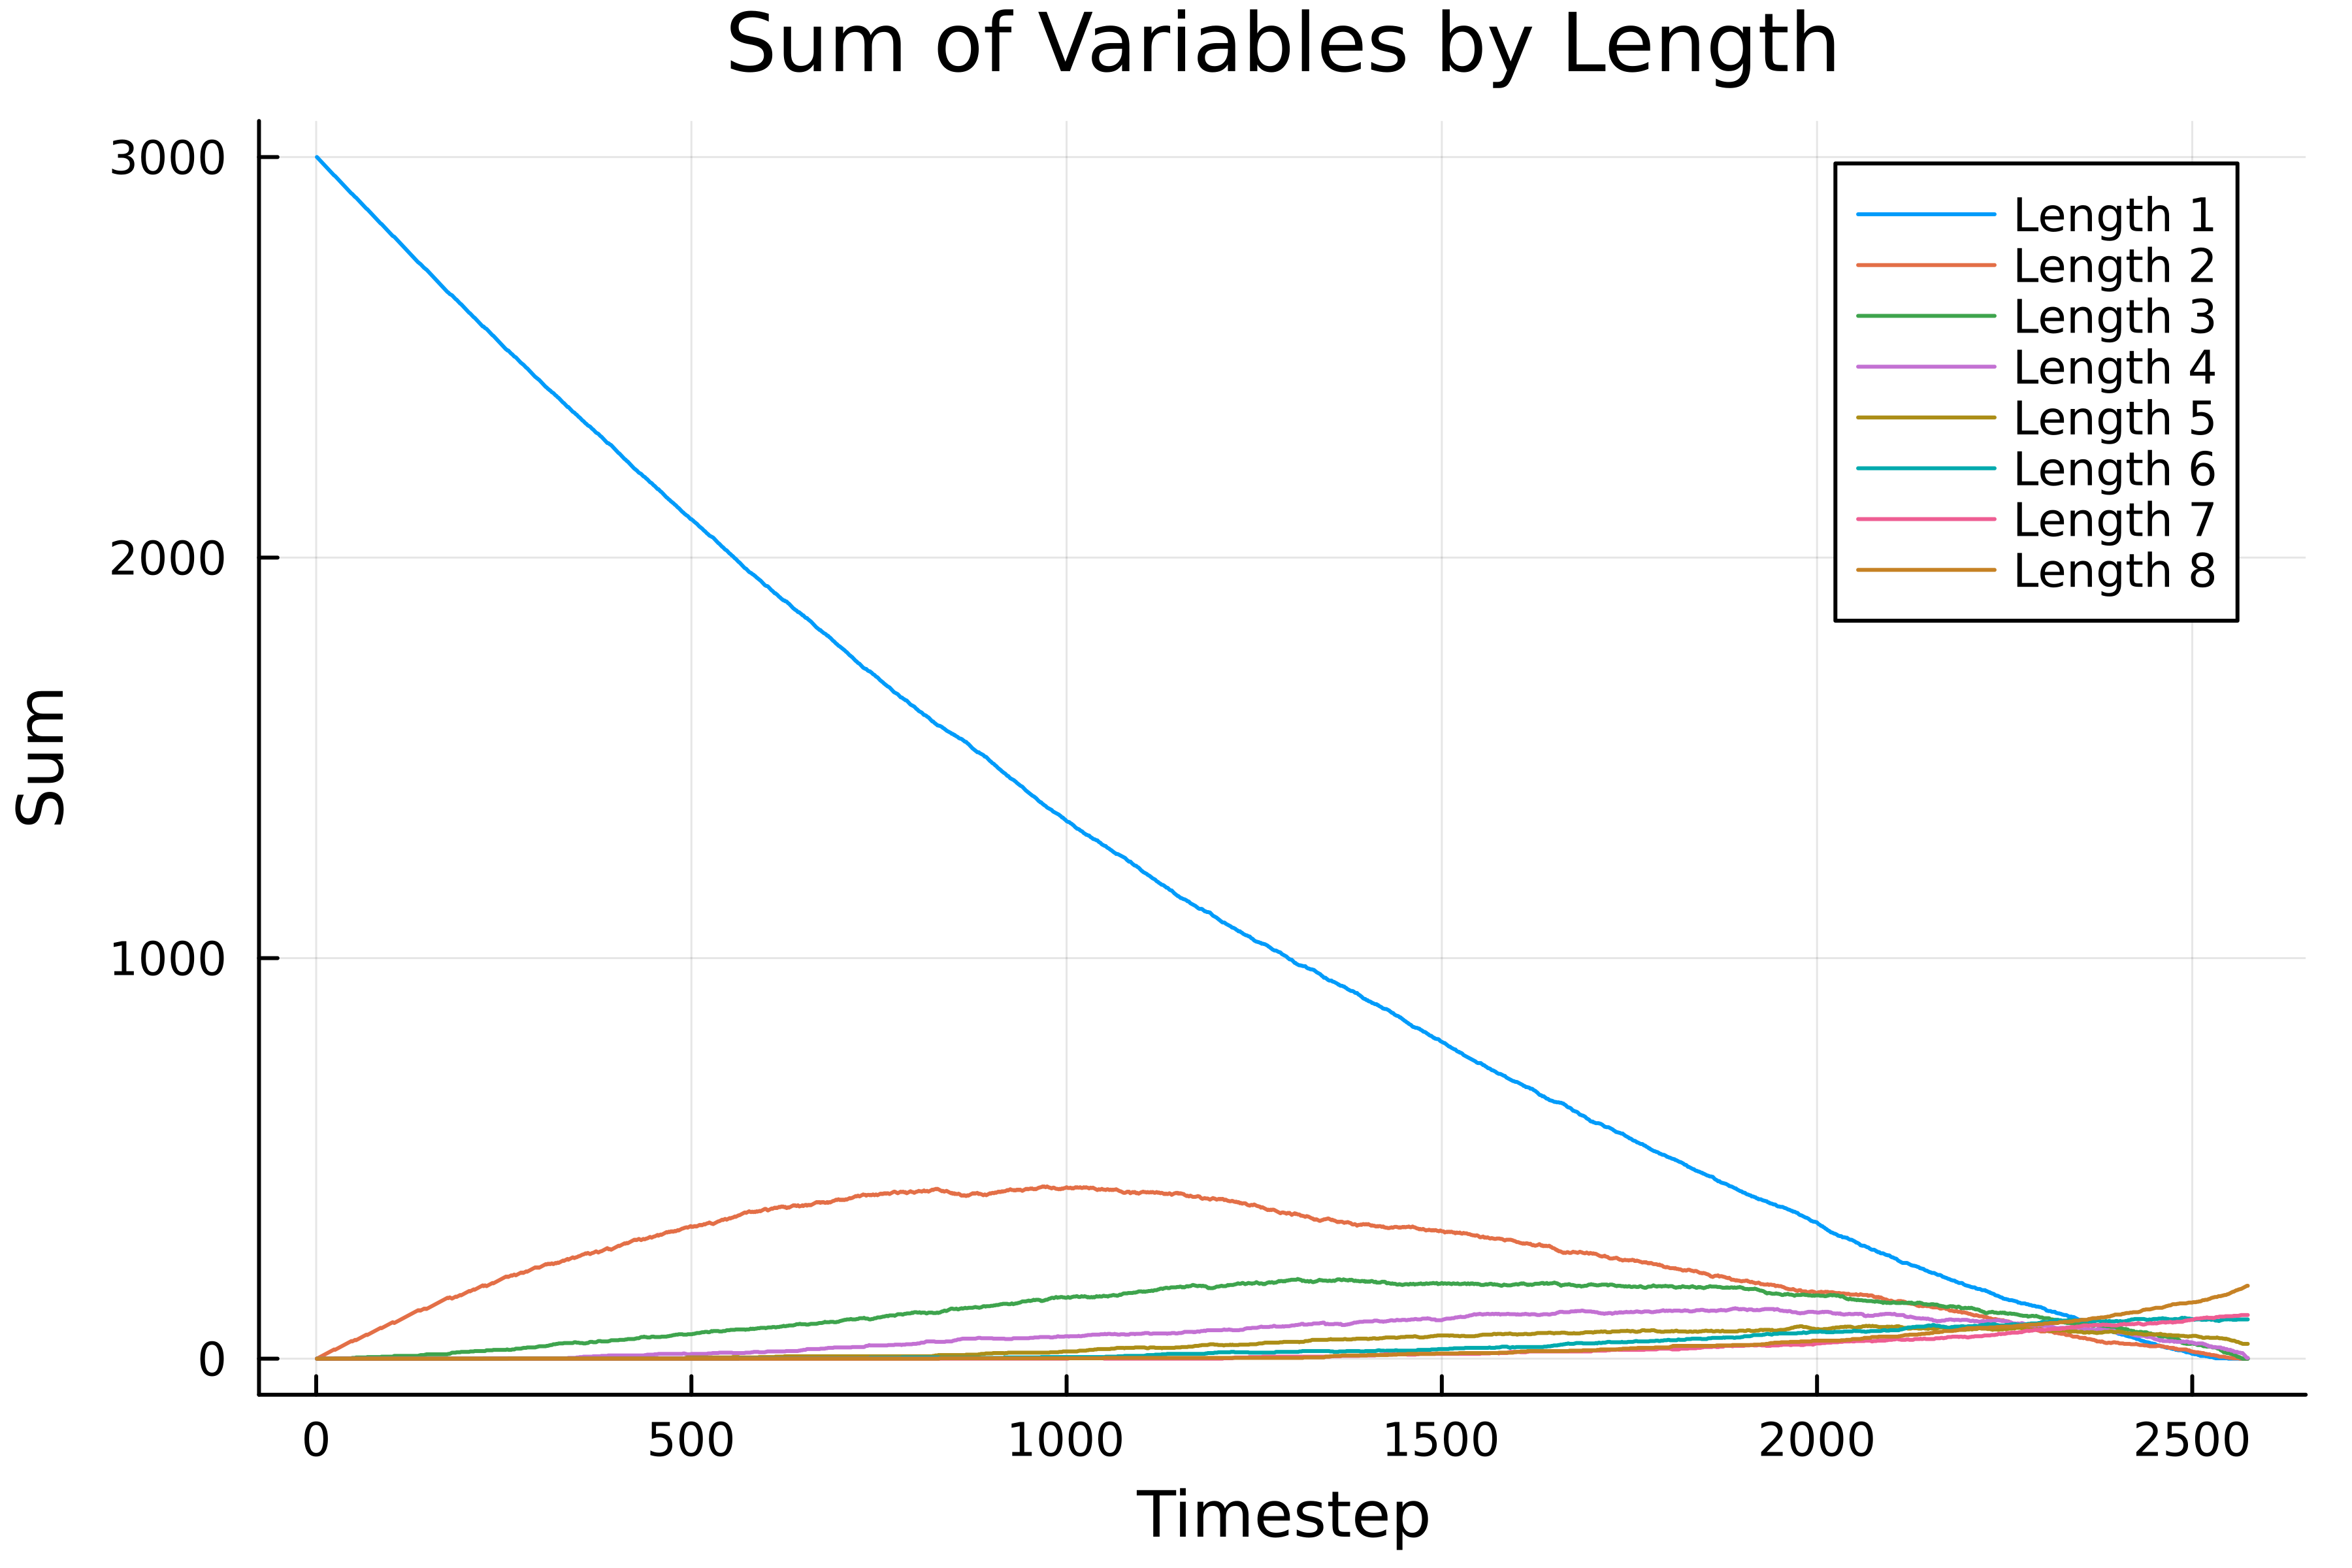 Sum of Variables by Length
3000
2000
1000
0
Sum
Length 1
Length 2
Length 3
Length 4
Length 5
Length 6
Length 7
Length 8
0 500 1000 1500 2000 2500
Timestep